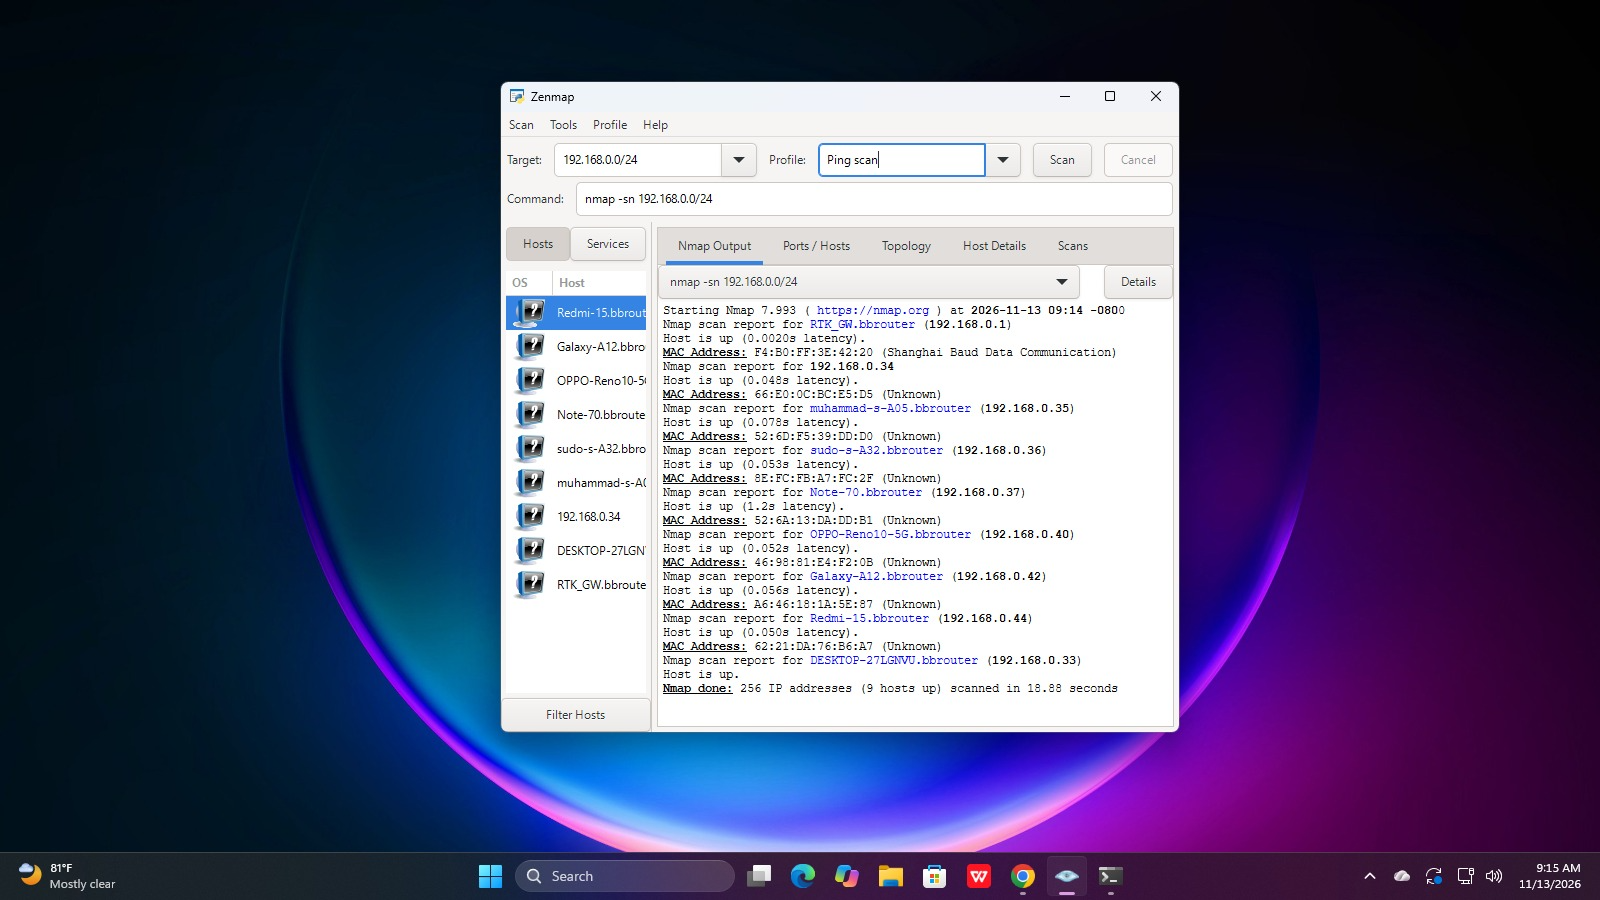 Zenmap
Scan Tools Profile Help
Target: 192.168.0.0/24 Profile: Ping scan Scan Cancel
Command: nmap -sn 192.168.0.0/24
Hosts Services
Nmap Output Ports / Hosts Topology Host Details Scans
OS Host
nmap -sn 192.168.0.0/24 Details
Redmi-15.bbrout
Galaxy-A12.bbro
OPPO-Reno10-5G
Note-70.bbroute
sudo-s-A32.bbro
muhammad-s-A0
192.168.0.34
DESKTOP-27LGN
RTK_GW.bbroute
Filter Hosts
Starting Nmap 7.993 ( https://nmap.org ) at 2026-11-13 09:14 -0800
Nmap scan report for RTK_GW.bbrouter (192.168.0.1)
Host is up (0.0020s latency).
MAC Address: F4:B0:FF:3E:42:20 (Shanghai Baud Data Communication)
Nmap scan report for 192.168.0.34
Host is up (0.048s latency).
MAC Address: 66:E0:0C:BC:E5:D5 (Unknown)
Nmap scan report for muhammad-s-A05.bbrouter (192.168.0.35)
Host is up (0.078s latency).
MAC Address: 52:6D:F5:39:DD:D0 (Unknown)
Nmap scan report for sudo-s-A32.bbrouter (192.168.0.36)
Host is up (0.053s latency).
MAC Address: 8E:FC:FB:A7:FC:2F (Unknown)
Nmap scan report for Note-70.bbrouter (192.168.0.37)
Host is up (1.2s latency).
MAC Address: 52:6A:13:DA:DD:B1 (Unknown)
Nmap scan report for OPPO-Reno10-5G.bbrouter (192.168.0.40)
Host is up (0.052s latency).
MAC Address: 46:98:81:E4:F2:0B (Unknown)
Nmap scan report for Galaxy-A12.bbrouter (192.168.0.42)
Host is up (0.056s latency).
MAC Address: A6:46:18:1A:5E:87 (Unknown)
Nmap scan report for Redmi-15.bbrouter (192.168.0.44)
Host is up (0.050s latency).
MAC Address: 62:21:DA:76:B6:A7 (Unknown)
Nmap scan report for DESKTOP-27LGNVU.bbrouter (192.168.0.33)
Host is up.
Nmap done: 256 IP addresses (9 hosts up) scanned in 18.88 seconds
81°F
Mostly clear
Search
9:15 AM
11/13/2026